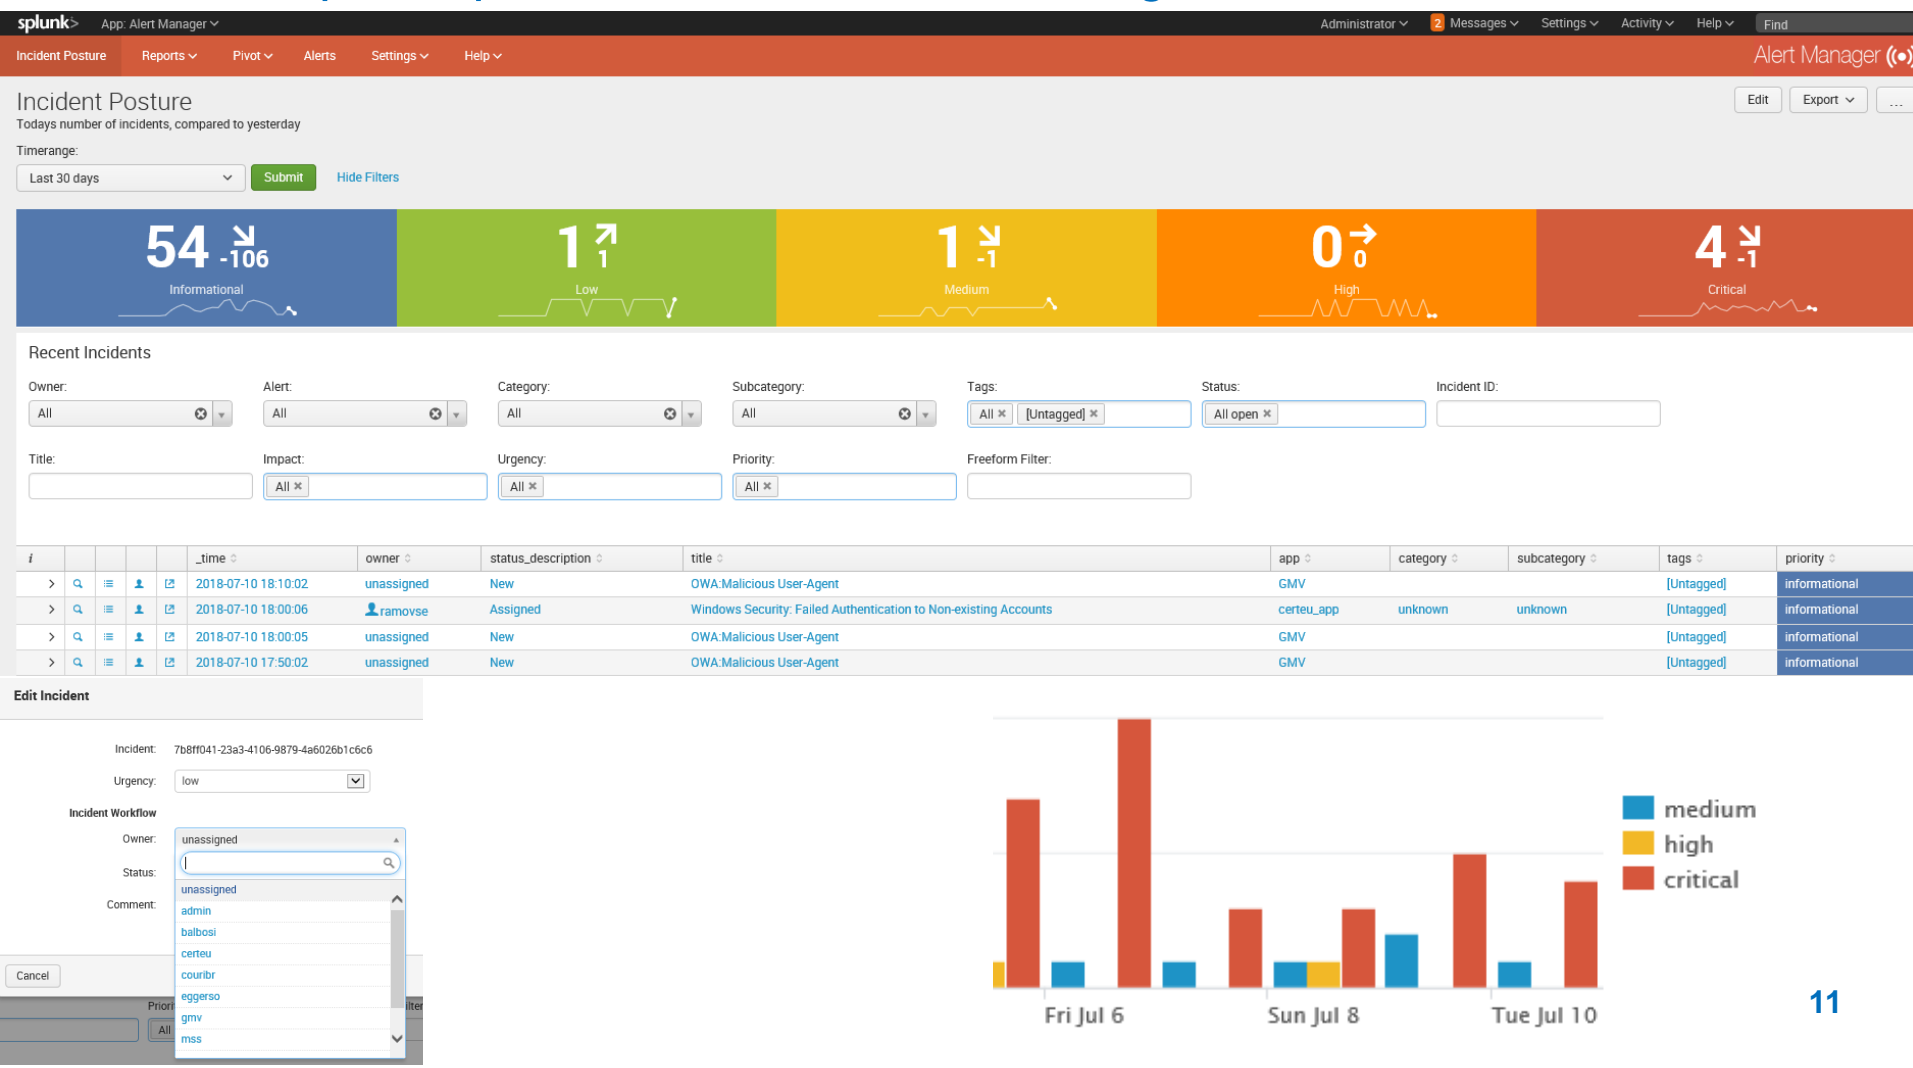 splunk> App: Alert Manager Administrator 2 Messages Settings Activity Help Find
Incident Posture Reports Pivot Alerts Settings Help Alert Manager
Incident Posture
Edit Export ...
Todays number of incidents, compared to yesterday
Timerange:
Last 30 days Submit Hide Filters
54 -106 1 1 1 -1 0 0 4 -1
Informational Low Medium High Critical
Recent Incidents
Owner: Alert: Category: Subcategory: Tags: Status: Incident ID:
All All All All All [Untagged] All open
Title: Impact: Urgency: Priority: Freeform Filter:
All All All
i _time owner status_description title app category subcategory tags priority
2018-07-10 18:10:02 unassigned New OWA:Malicious User-Agent GMV [Untagged] informational
2018-07-10 18:00:06 ramovse Assigned Windows Security: Failed Authentication to Non-existing Accounts certeu_app unknown unknown [Untagged] informational
2018-07-10 18:00:05 unassigned New OWA:Malicious User-Agent GMV [Untagged] informational
2018-07-10 17:50:02 unassigned New OWA:Malicious User-Agent GMV [Untagged] informational
Edit Incident
Incident: 7b8ff041-23a3-4106-9879-4a6026b1c6c6
Urgency: low
Incident Workflow
Owner: unassigned
Status:
unassigned
Comment:
admin
balbosi
certeu
couribr
eggerso
gmv
mss
Cancel
All
medium
high
critical
Fri Jul 6 Sun Jul 8 Tue Jul 10
11